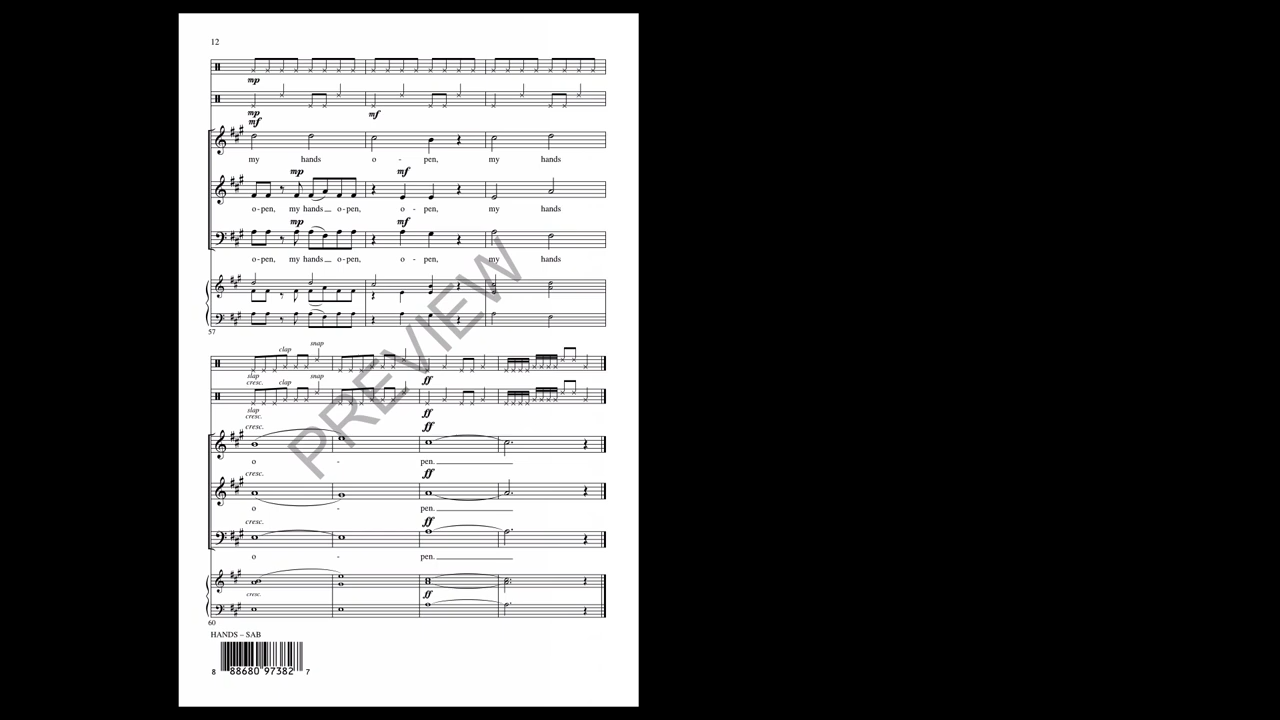 12
mp
mp
mf
mf
my hands o - pen, my hands
mp mf
o-pen, my hands o-pen, o - pen, my hands
mp mf
o-pen, my hands o-pen, o - pen, my hands
57
clap snap
slap
cresc. clap snap ff
slap
cresc. ff
cresc. ff
o - pen.
cresc. ff
o - pen.
cresc. ff
o - pen.
cresc. ff
60
PREVIEW
HANDS – SAB
8 88680 97382 7